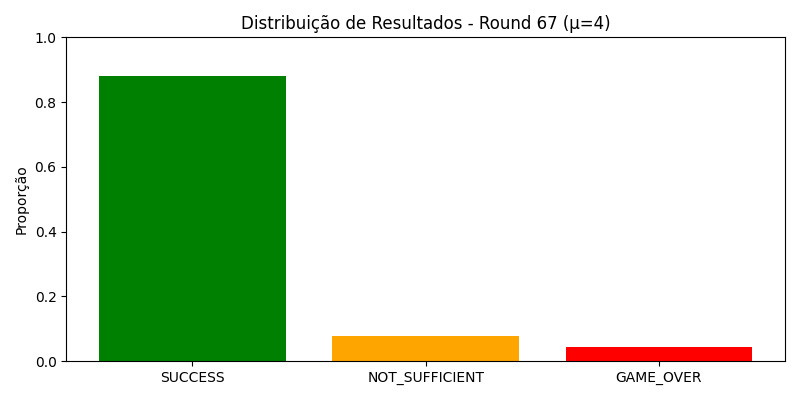 Distribuição de Resultados - Round 67 (μ=4)
Proporção
1.0
0.8
0.6
0.4
0.2
0.0
SUCCESS
NOT_SUFFICIENT
GAME_OVER